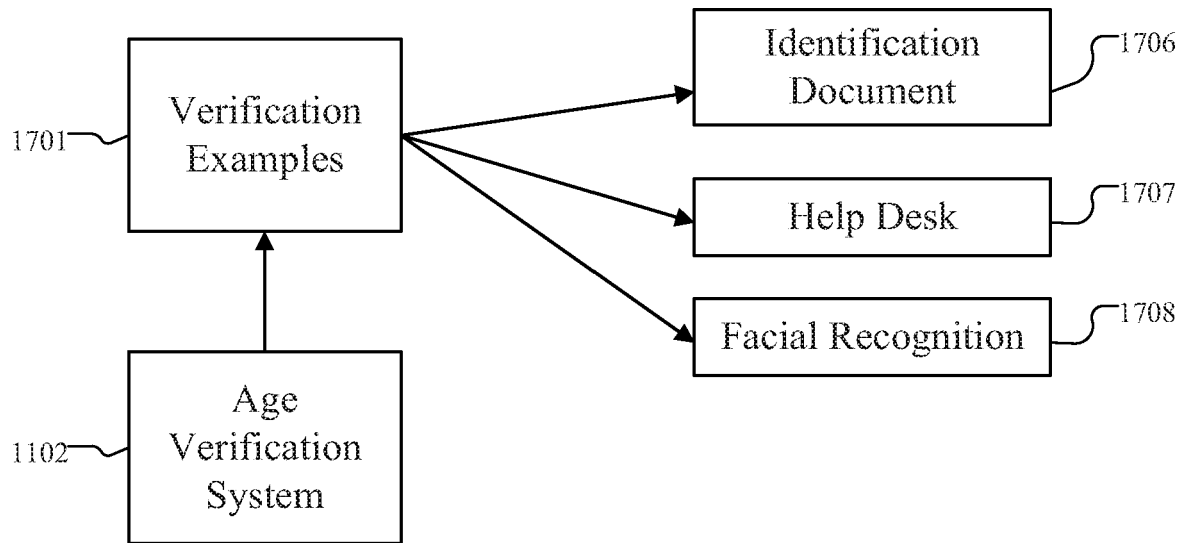 Identification
Document
1706
Verification
Examples
1701
Help Desk
1707
Facial Recognition
1708
Age
Verification
System
1102